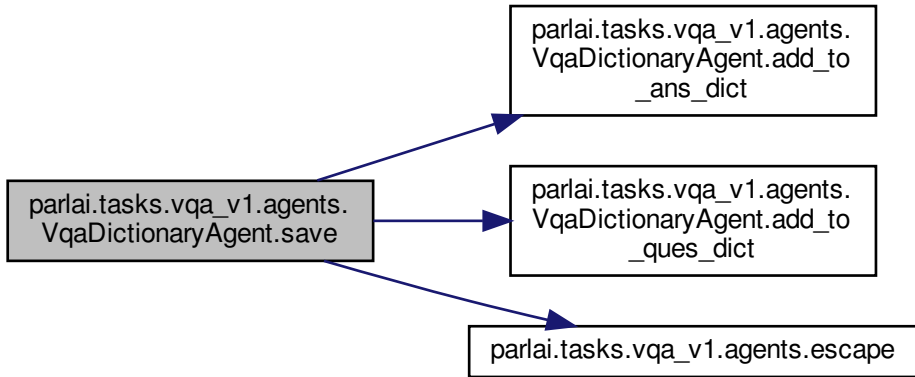 parlai.tasks.vqa_v1.agents.
VqaDictionaryAgent.save
parlai.tasks.vqa_v1.agents.
VqaDictionaryAgent.add_to
_ans_dict
parlai.tasks.vqa_v1.agents.
VqaDictionaryAgent.add_to
_ques_dict
parlai.tasks.vqa_v1.agents.escape